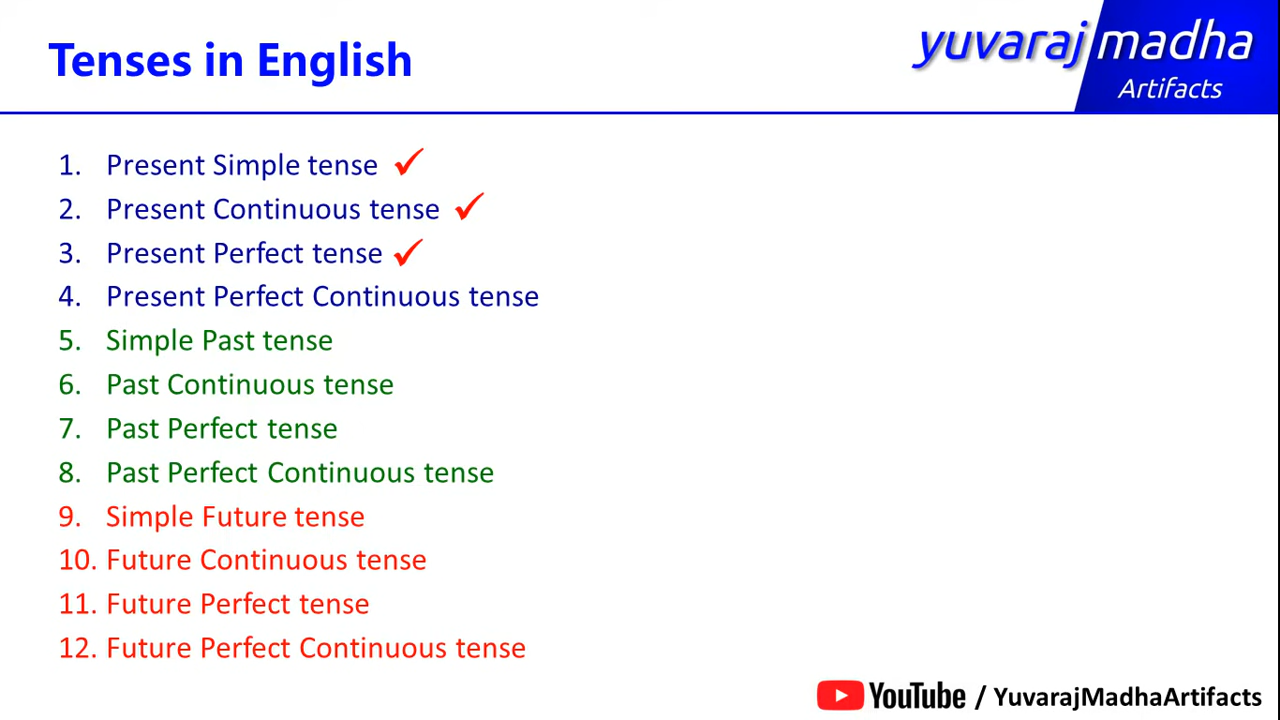 Tenses in English
yuvaraj madha
Artifacts
1. Present Simple tense
2. Present Continuous tense
3. Present Perfect tense
4. Present Perfect Continuous tense
5. Simple Past tense
6. Past Continuous tense
7. Past Perfect tense
8. Past Perfect Continuous tense
9. Simple Future tense
10. Future Continuous tense
11. Future Perfect tense
12. Future Perfect Continuous tense
YouTube / YuvarajMadhaArtifacts